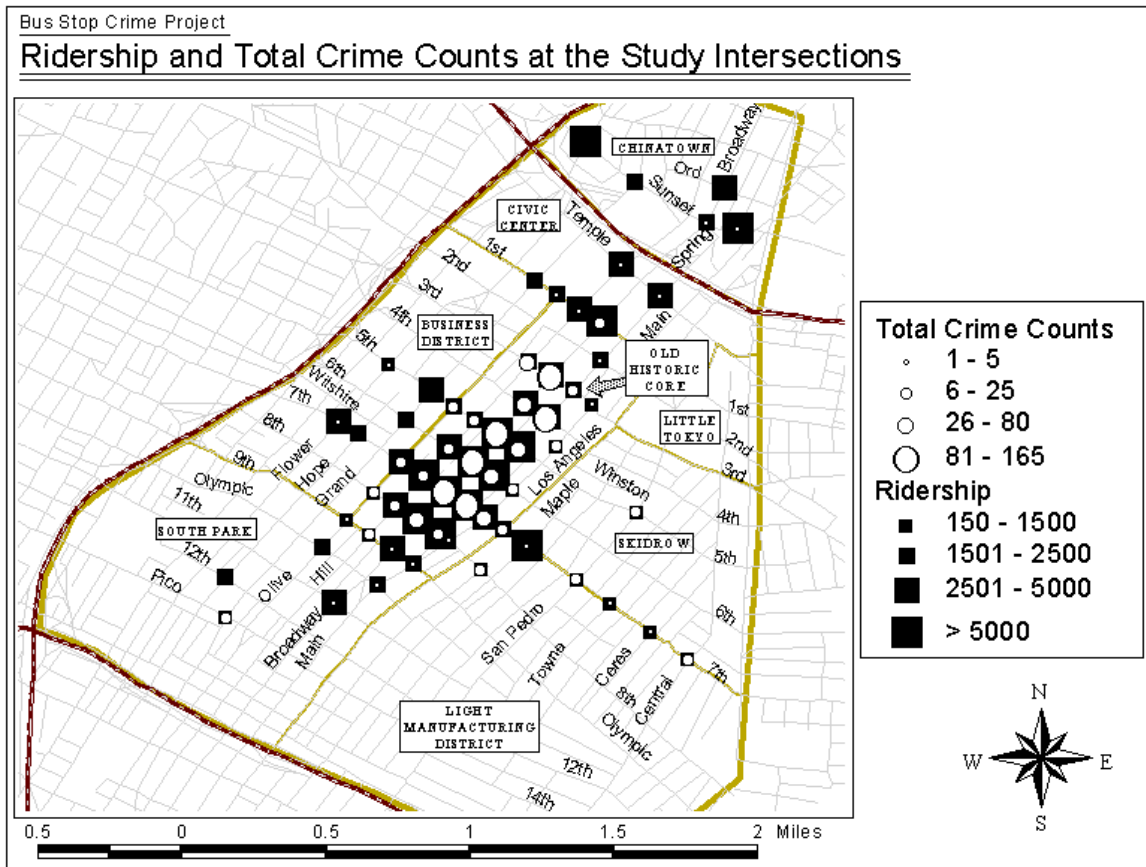 Bus Stop Crime Project
Ridership and Total Crime Counts at the Study Intersections
CHINATOWN
Broadway
Ord
Sunset
CIVIC
CENTER
Temple
Spring
1st
2nd
3rd
4th
5th
6th
Wilshire
7th
8th
9th
BUSINESS
DISTRICT
Main
OLD
HISTORIC
CORE
LITTLE
TOKYO
1st
2nd
3rd
4th
5th
6th
7th
Los Angeles
Maple
Winston
SKIDROW
Flower
Hope
Grand
Olympic
11th
SOUTH PARK
12th
Pico
Olive
Hill
Broadway
Main
San Pedro
Towne
Ceres
8th
Central
Olympic
LIGHT
MANUFACTURING
DISTRICT
12th
14th
Total Crime Counts
1 - 5
6 - 25
26 - 80
81 - 165
Ridership
150 - 1500
1501 - 2500
2501 - 5000
> 5000
N
W
E
S
0.5 0 0.5 1 1.5 2 Miles